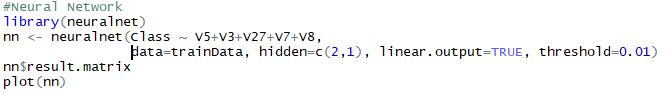 #Neural Network
library(neuralnet)
nn <- neuralnet(Class ~ V5+V3+V27+V7+V8,
data=trainData, hidden=c(2,1), linear.output=TRUE, threshold=0.01)
nn$result.matrix
plot(nn)